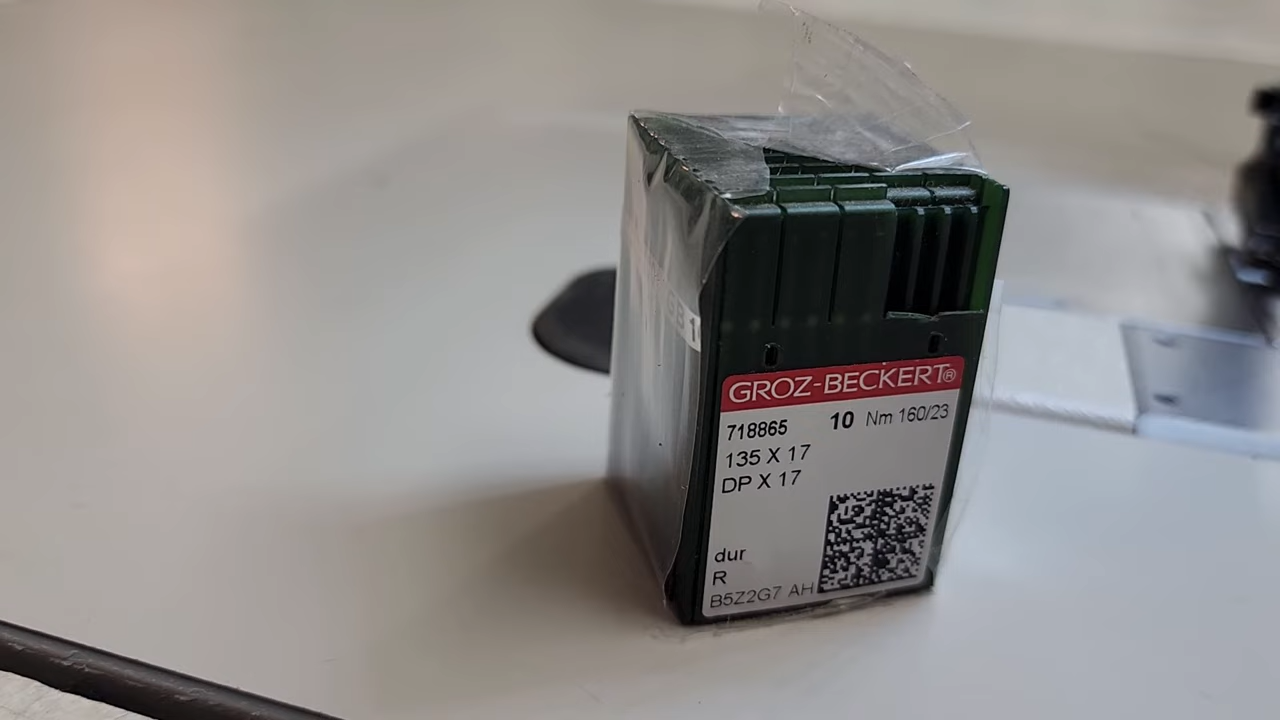 GROZ-BECKERT®
718865 10 Nm 160/23
135 X 17
DP X 17
dur
R
B5Z2G7 AH